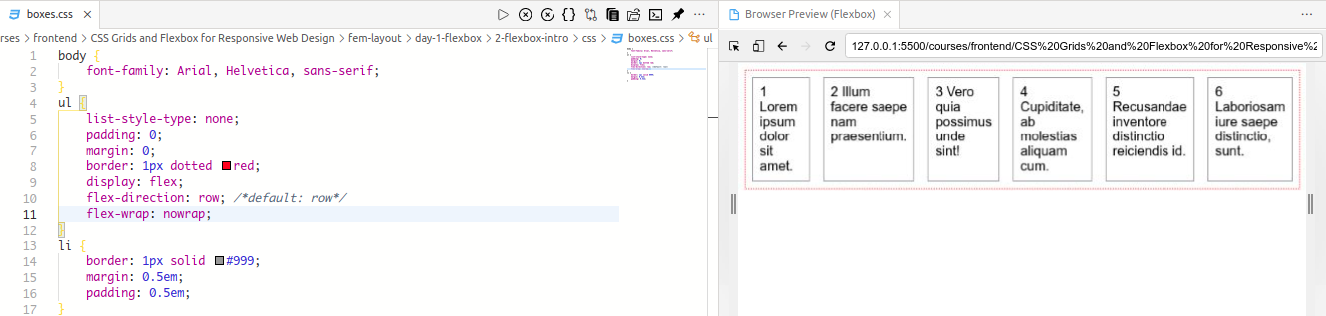 boxes.css
rses > frontend > CSS Grids and Flexbox for Responsive Web Design > fem-layout > day-1-flexbox > 2-flexbox-intro > css > boxes.css > ul
1 body {
2 font-family: Arial, Helvetica, sans-serif;
3 }
4 ul {
5 list-style-type: none;
6 padding: 0;
7 margin: 0;
8 border: 1px dotted red;
9 display: flex;
10 flex-direction: row; /*default: row*/
11 flex-wrap: nowrap;
12 }
13 li {
14 border: 1px solid #999;
15 margin: 0.5em;
16 padding: 0.5em;
17 }
Browser Preview (Flexbox)
127.0.0.1:5500/courses/frontend/CSS%20Grids%20and%20Flexbox%20for%20Responsive%2
1
Lorem
ipsum
dolor
sit
amet.
2 Illum
facere saepe
nam
praesentium.
3 Vero
quia
possimus
unde
sint!
4
Cupiditate,
ab
molestias
aliquam
cum.
5
Recusandae
inventore
distinctio
reiciendis id.
6
Laboriosam
iure saepe
distinctio,
sunt.